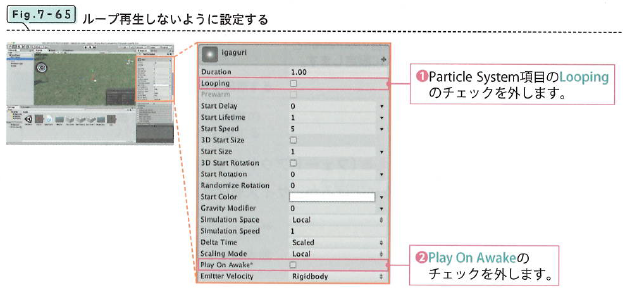 Fig.7-65 ループ再生しないように設定する
igaguri
Duration 1.00
Looping
Prewarm
Start Delay 0
Start Lifetime 1
Start Speed 5
3D Start Size
Start Size 1
3D Start Rotation
Start Rotation 0
Randomize Rotation 0
Start Color
Gravity Modifier 0
Simulation Space Local
Simulation Speed 1
Delta Time Scaled
Scaling Mode Local
Play On Awake*
Emitter Velocity Rigidbody
❶Particle System項目のLooping
のチェックを外します。
❷Play On Awakeの
チェックを外します。